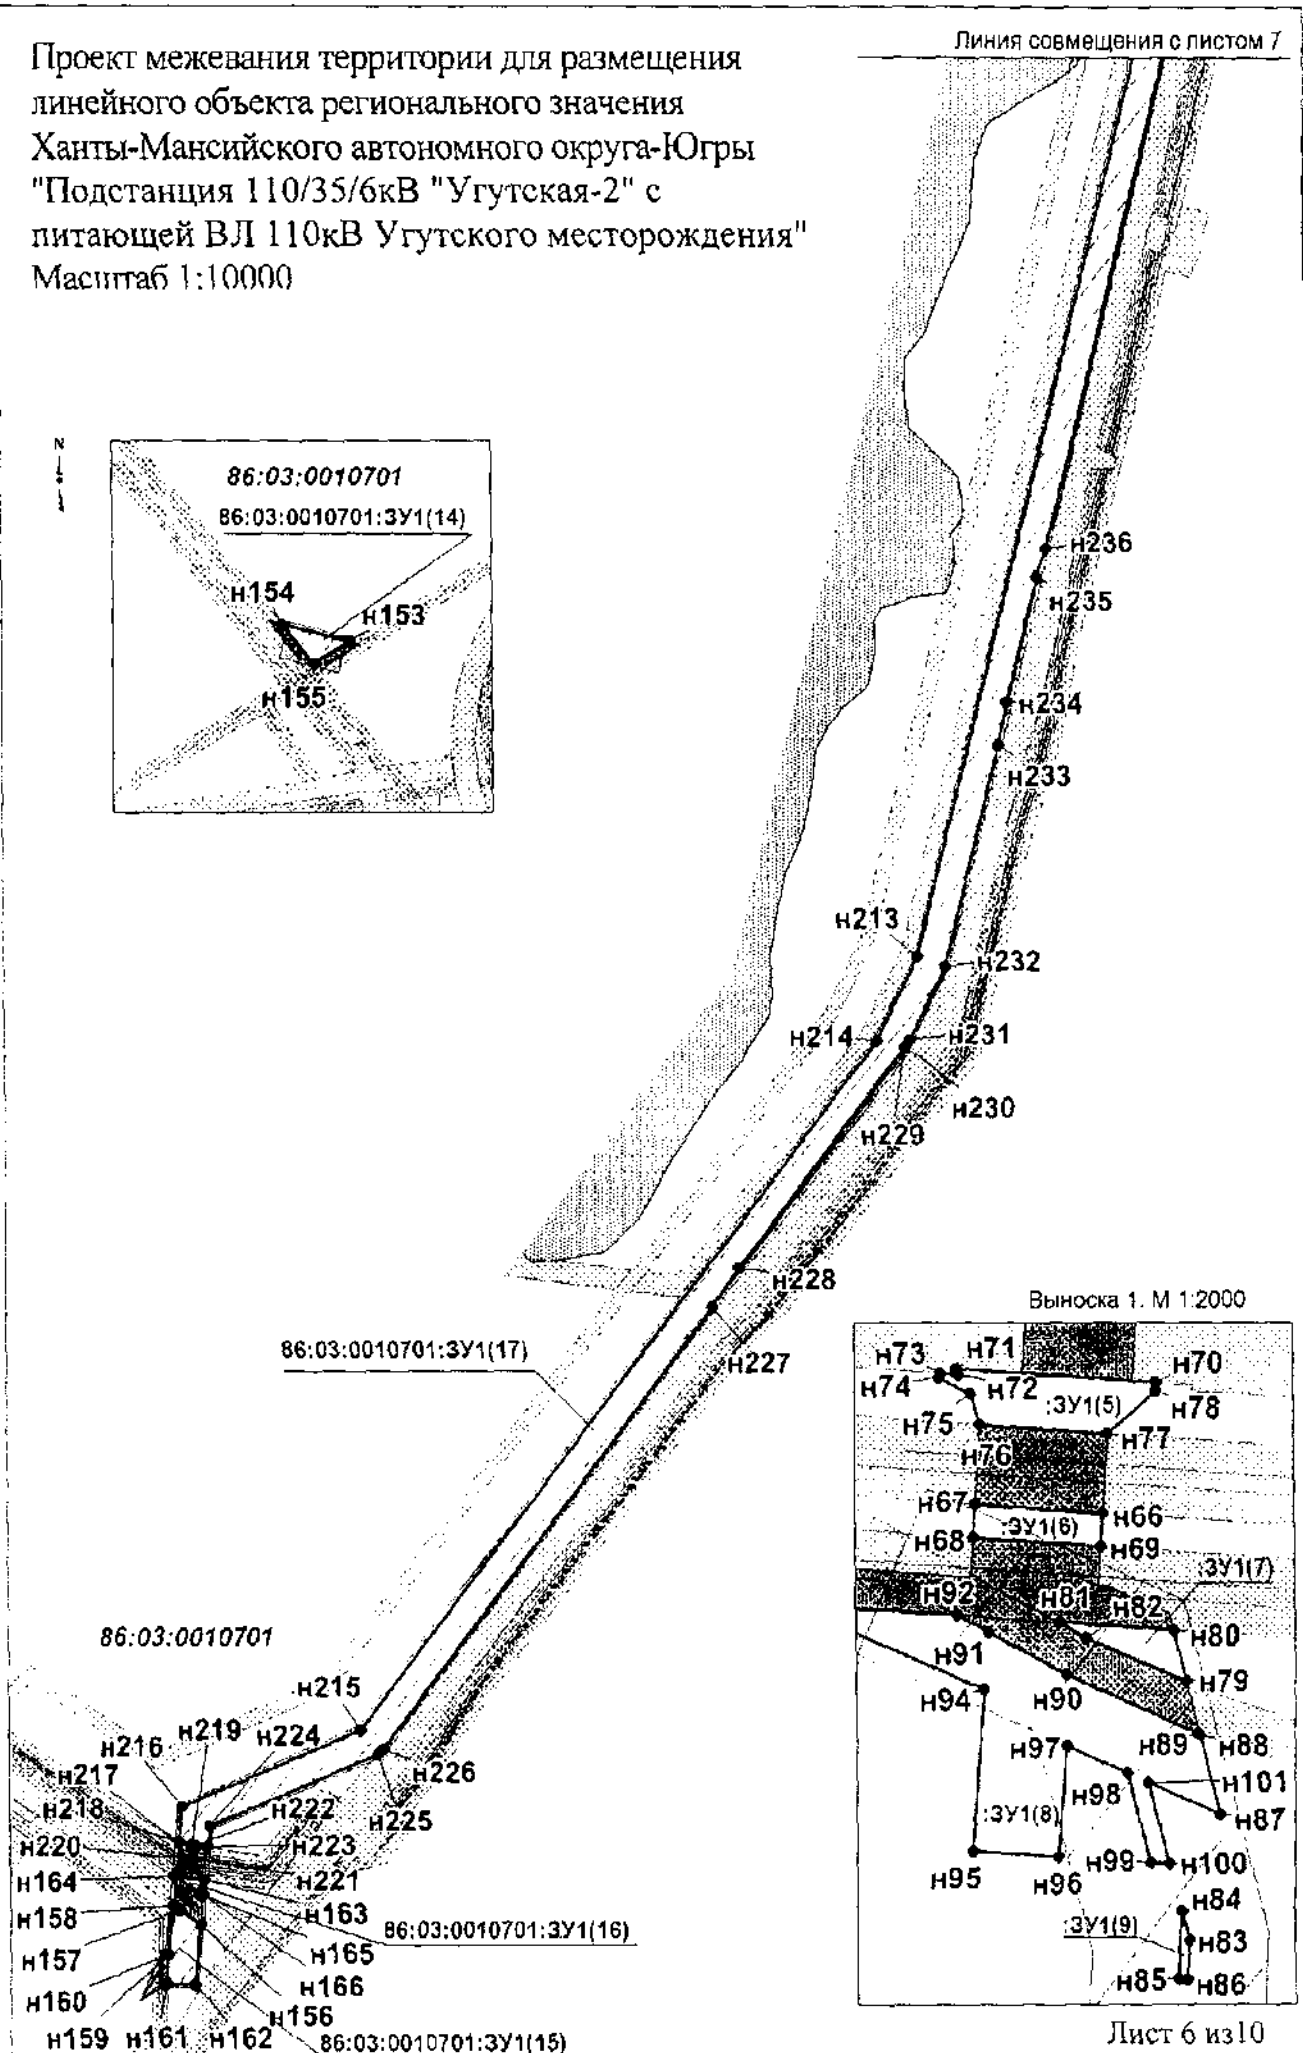 Линия совмещения с листом 7
Проект межевания территории для размещения
линейного объекта регионального значения
Ханты-Мансийского автономного округа-Югры
"Подстанция 110/35/6кВ "Угутская-2" с
питающей ВЛ 110кВ Угутского месторождения"
Масштаб 1:10000
N
86:03:0010701
86:03:0010701:ЗУ1(14)
н154
н153
н155
н236
н235
н234
н233
н213
н232
н214
н231
н230
н229
н228
н227
86:03:0010701:ЗУ1(17)
86:03:0010701
н215
н219
н224
н216
н226
н217
н222
н225
н218
н223
н220
н221
н164
н163
н158
86:03:0010701:ЗУ1(16)
н165
н157
н166
н160
н156
н159
н161
н162
86:03:0010701:ЗУ1(15)
Выноска 1. М 1:2000
н73
н71
н70
н74
н72
н78
:ЗУ1(5)
н75
н77
н76
н67
н66
:ЗУ1(6)
н68
н69
:ЗУ1(7)
н92
н81
н82
н80
н91
н79
н94
н90
н89
н88
н97
н98
н101
:ЗУ1(8)
н87
н95
н96
н99
н100
н84
:ЗУ1(9)
н83
н85
н86
Лист 6 из10